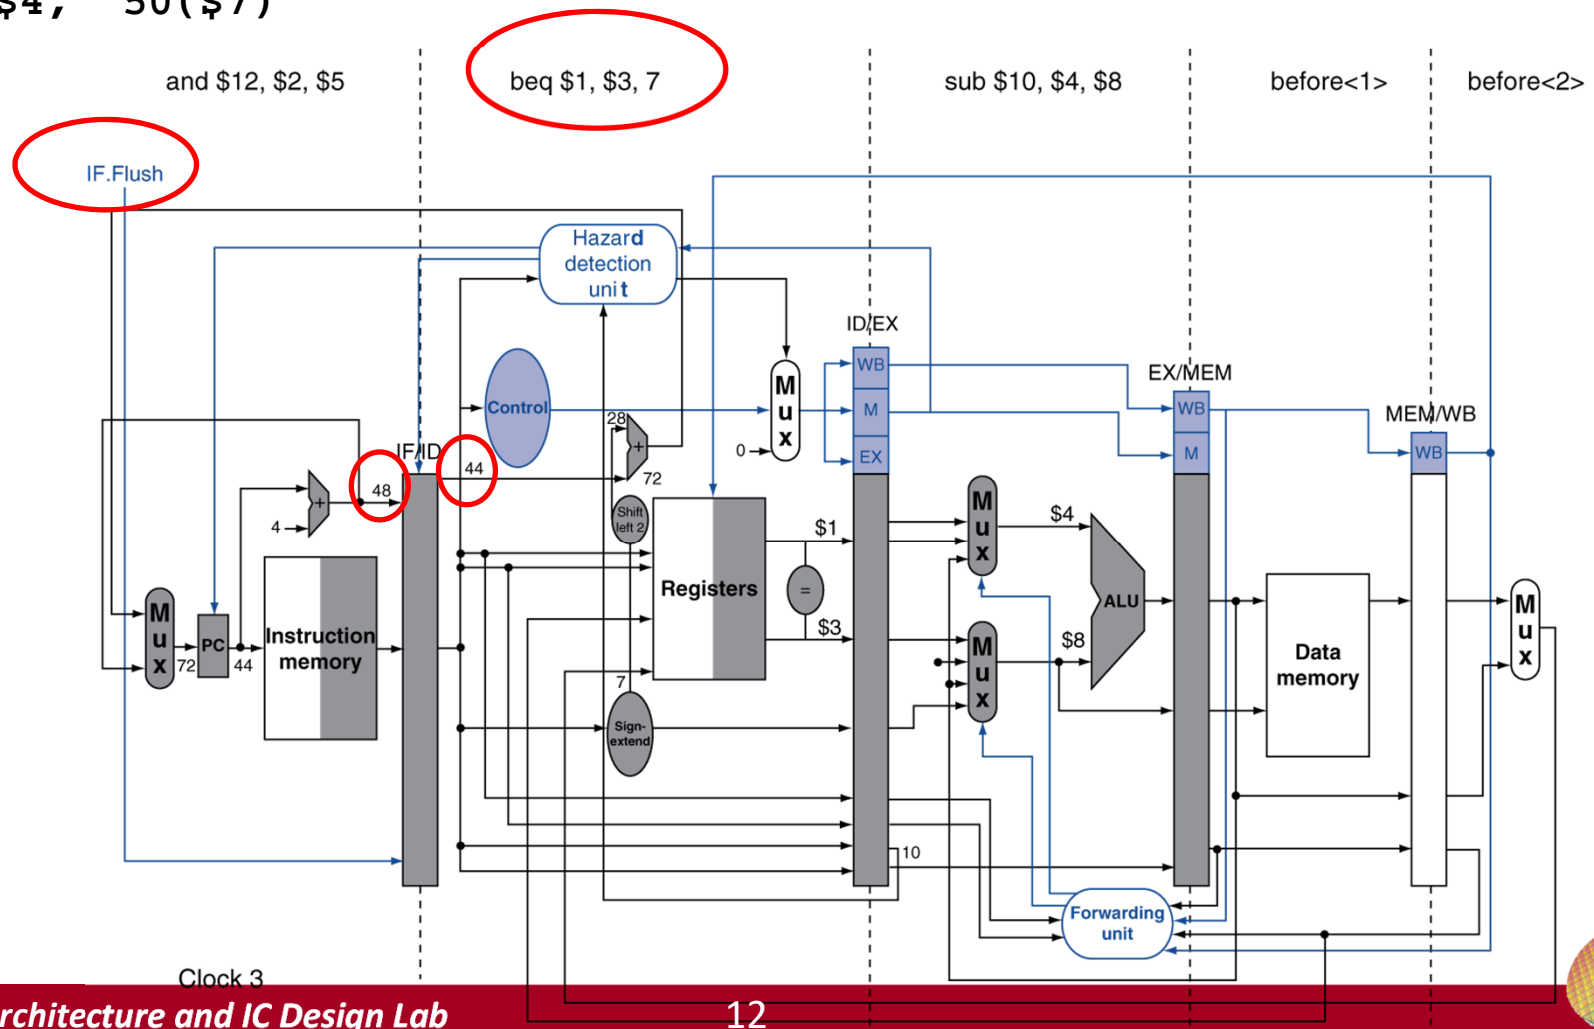 $4, 50($7)
and $12, $2, $5
beq $1, $3, 7
sub $10, $4, $8
before<1>
before<2>
IF.Flush
Hazard
detection
unit
ID/EX
WB
M
EX
EX/MEM
WB
M
MEM/WB
WB
Control
M
u
x
0
28
+
72
IF/ID
44
48
+
4
Shift
left 2
M
u
x
72
PC
44
Instruction
memory
Registers
$1
=
$3
7
Sign-
extend
M
u
x
$4
M
u
x
$8
ALU
Data
memory
M
u
x
10
Forwarding
unit
Clock 3
rchitecture and IC Design Lab
12